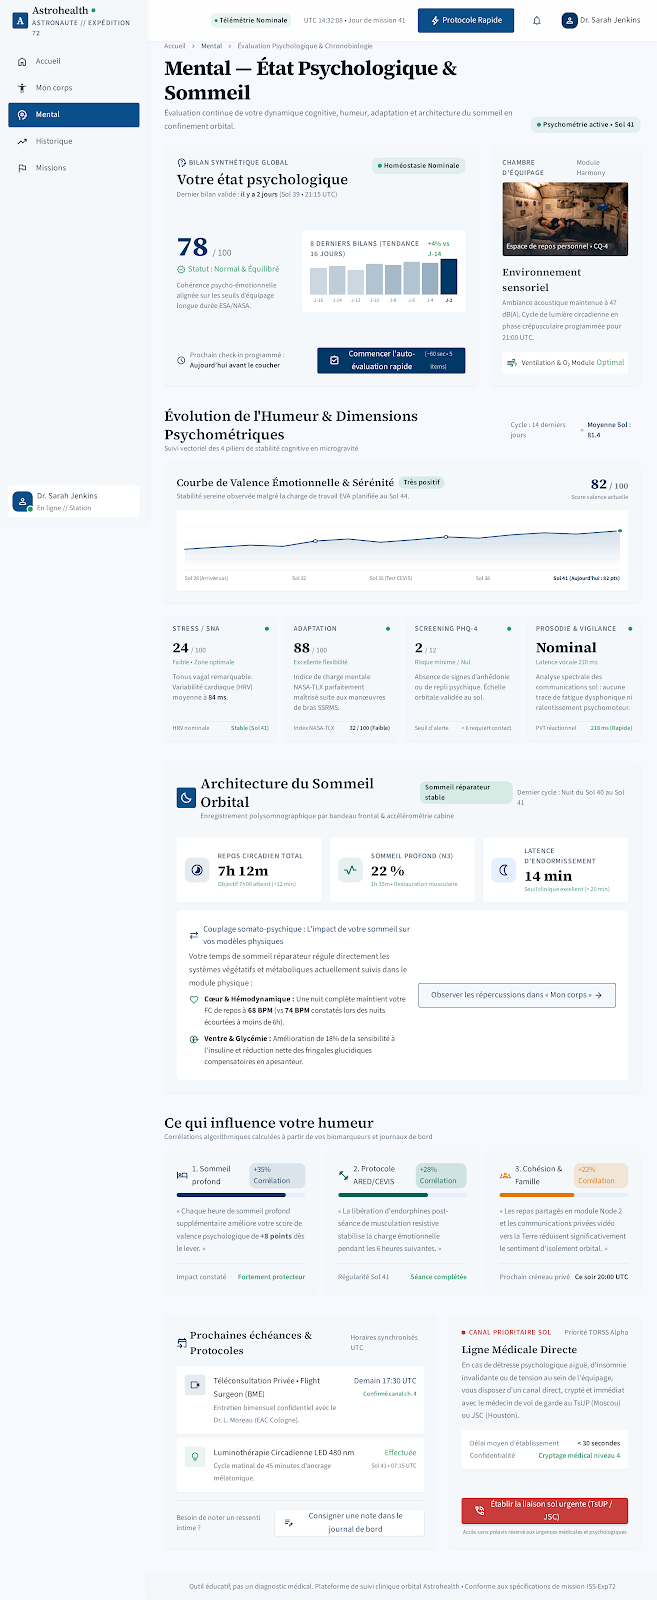 Astrohealth
ASTRONAUTE // EXPÉDITION
72
Accueil
Mon corps
Mental
Historique
Missions
Dr. Sarah Jenkins
En ligne // Station
Télémétrie Nominale
UTC 14:32:08 • Jour de mission 41
Protocole Rapide
Dr. Sarah Jenkins
Accueil > Mental > Évaluation Psychologique & Chronobiologie
Mental — État Psychologique &
Sommeil
Évaluation continue de votre dynamique cognitive, humeur, adaptation et architecture du sommeil en
confinement orbital.
Psychométrie active • Sol 41
BILAN SYNTHÉTIQUE GLOBAL
Votre état psychologique
Dernier bilan validé : il y a 2 jours (Sol 39 • 21:15 UTC)
Homéostasie Nominale
78 / 100
Statut : Normal & Équilibré
Cohérence psycho-émotionnelle
alignée sur les seuils d'équipage
longue durée ESA/NASA.
8 DERNIERS BILANS (TENDANCE
16 JOURS)
+4% vs
J-14
J-16 J-14 J-12 J-10 J-8 J-6 J-4 J-2
Prochain check-in programmé :
Aujourd'hui avant le coucher
Commencer l'auto-
évaluation rapide
(~60 sec • 5
items)
CHAMBRE
D'ÉQUIPAGE
Module
Harmony
Espace de repos personnel • CQ-4
Environnement
sensoriel
Ambiance acoustique maintenue à 47
dB(A). Cycle de lumière circadienne en
phase crépusculaire programmée pour
21:00 UTC.
Ventilation & O₂ Module Optimal
Évolution de l'Humeur & Dimensions
Psychométriques
Suivi vectoriel des 4 piliers de stabilité cognitive en microgravité
Cycle : 14 derniers
jours
Moyenne Sol :
81.4
Courbe de Valence Émotionnelle & Sérénité
Très positif
Stabilité sereine observée malgré la charge de travail EVA planifiée au Sol 44.
82 / 100
Score valence actuelle
Sol 28 (Arrivée sas)
Sol 32
Sol 35 (Test CEVIS)
Sol 38
Sol 41 (Aujourd'hui : 82 pts)
STRESS / SNA
24 / 100
Faible • Zone optimale
Tonus vagal remarquable.
Variabilité cardiaque (HRV)
moyenne à 84 ms.
HRV nominale
Stable (Sol 41)
ADAPTATION
88 / 100
Excellente flexibilité
Indice de charge mentale
NASA-TLX parfaitement
maîtrisé suite aux manœuvres
de bras SSRMS.
Index NASA-TLX
32 / 100 (Faible)
SCREENING PHQ-4
2 / 12
Risque minime / Nul
Absence de signes d'anhédonie
ou de repli psychique. Échelle
orbitale validée au sol.
Seuil d'alerte
< 6 requiert contact
PROSODIE & VIGILANCE
Nominal
Latence vocale 210 ms
Analyse spectrale des
communications sol : aucune
trace de fatigue dysphonique ni
ralentissement psychomoteur.
PVT réactionnel
218 ms (Rapide)
Architecture du Sommeil
Orbital
Enregistrement polysomnographique par bandeau frontal & accélérométrie cabine
Sommeil réparateur
stable
Dernier cycle : Nuit du Sol 40 au Sol
41
REPOS CIRCADIEN TOTAL
7h 12m
Objectif 7h00 atteint (+12 min)
SOMMEIL PROFOND (N3)
22 %
1h 35m • Restauration musculaire
LATENCE
D'ENDORMISSEMENT
14 min
Seuil clinique excellent (< 20 min)
Couplage somato-psychique : L'impact de votre sommeil sur
vos modèles physiques
Votre temps de sommeil réparateur régule directement les
systèmes végétatifs et métaboliques actuellement suivis dans le
module physique :
Cœur & Hémodynamique : Une nuit complète maintient votre
FC de repos à 68 BPM (vs 74 BPM constatés lors des nuits
écourtées à moins de 6h).
Ventre & Glycémie : Amélioration de 18% de la sensibilité à
l'insuline et réduction nette des fringales glucidiques
compensatoires en apesanteur.
Observer les répercussions dans « Mon corps » →
Ce qui influence votre humeur
Corrélations algorithmiques calculées à partir de vos biomarqueurs et journaux de bord
1. Sommeil
profond
+35%
Corrélation
« Chaque heure de sommeil profond
supplémentaire améliore votre score de
valence psychologique de +8 points dès
le lever. »
Impact constaté
Fortement protecteur
2. Protocole
ARED/CEVIS
+28%
Corrélation
« La libération d'endorphines post-
séance de musculation resistive
stabilise la charge émotionnelle
pendant les 6 heures suivantes. »
Régularité Sol 41
Séance complétée
3. Cohésion &
Famille
+22%
Corrélation
« Les repas partagés en module Node 2
et les communications privées vidéo
vers la Terre réduisent significativement
le sentiment d'isolement orbital. »
Prochain créneau privé
Ce soir 20:00 UTC
Prochaines échéances &
Protocoles
Horaires synchronisés
UTC
Téléconsultation Privée • Flight
Surgeon (BME)
Entretien bimensuel confidentiel avec le
Dr. L. Moreau (EAC Cologne).
Demain 17:30 UTC
Confirmé canal ch. 4
Luminothérapie Circadienne LED 480 nm
Cycle matinal de 45 minutes d'ancrage
mélatonique.
Effectuée
Sol 41 • 07:15 UTC
Besoin de noter un ressenti
intime ?
Consigner une note dans le
journal de bord
CANAL PRIORITAIRE SOL
Priorité TDRSS Alpha
Ligne Médicale Directe
En cas de détresse psychologique aiguë, d'insomnie
invalidante ou de tension au sein de l'équipage,
vous disposez d'un canal direct, crypté et immédiat
avec le médecin de vol de garde au TsUP (Moscou)
ou JSC (Houston).
Délai moyen d'établissement
< 30 secondes
Confidentialité
Cryptage médical niveau 4
Établir la liaison sol urgente (TsUP /
JSC)
Accès sans préavis réservé aux urgences médicales et psychologiques
Outil éducatif, pas un diagnostic médical. Plateforme de suivi clinique orbital Astrohealth • Conforme aux spécifications de mission ISS-Exp72